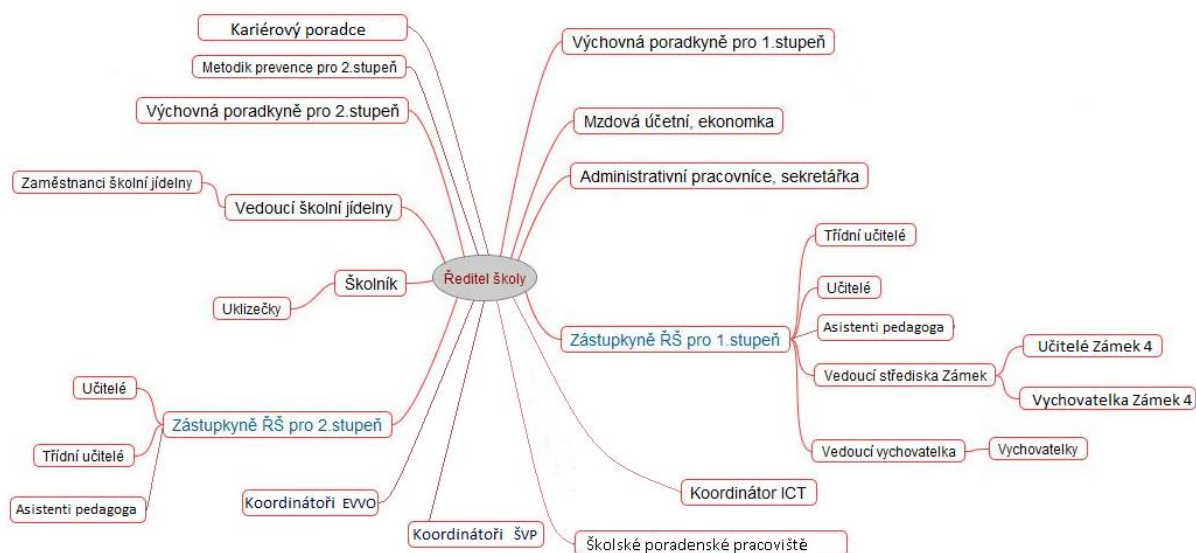 Kariérový poradce
Metodik prevence pro 2.stupeň
Výchovná poradkyně pro 2.stupeň
Zaměstnanci školní jídelny
Vedoucí školní jídelny
Školník
Uklizečky
Učitelé
Zástupkyně ŘŠ pro 2.stupeň
Třídní učitelé
Asistenti pedagoga
Koordinátoři EVVO
Koordinátoři ŠVP
Ředitel školy
Výchovná poradkyně pro 1.stupeň
Mzdová účetní, ekonomka
Administrativní pracovníce, sekretářka
Třídní učitelé
Učitelé
Asistenti pedagoga
Zástupkyně ŘŠ pro 1.stupeň
Vedoucí střediska Zámek
Učitelé Zámek 4
Vychovatelka Zámek 4
Vedoucí vychovatelka
Vychovatelky
Koordinátor ICT
Školské poradenské pracoviště